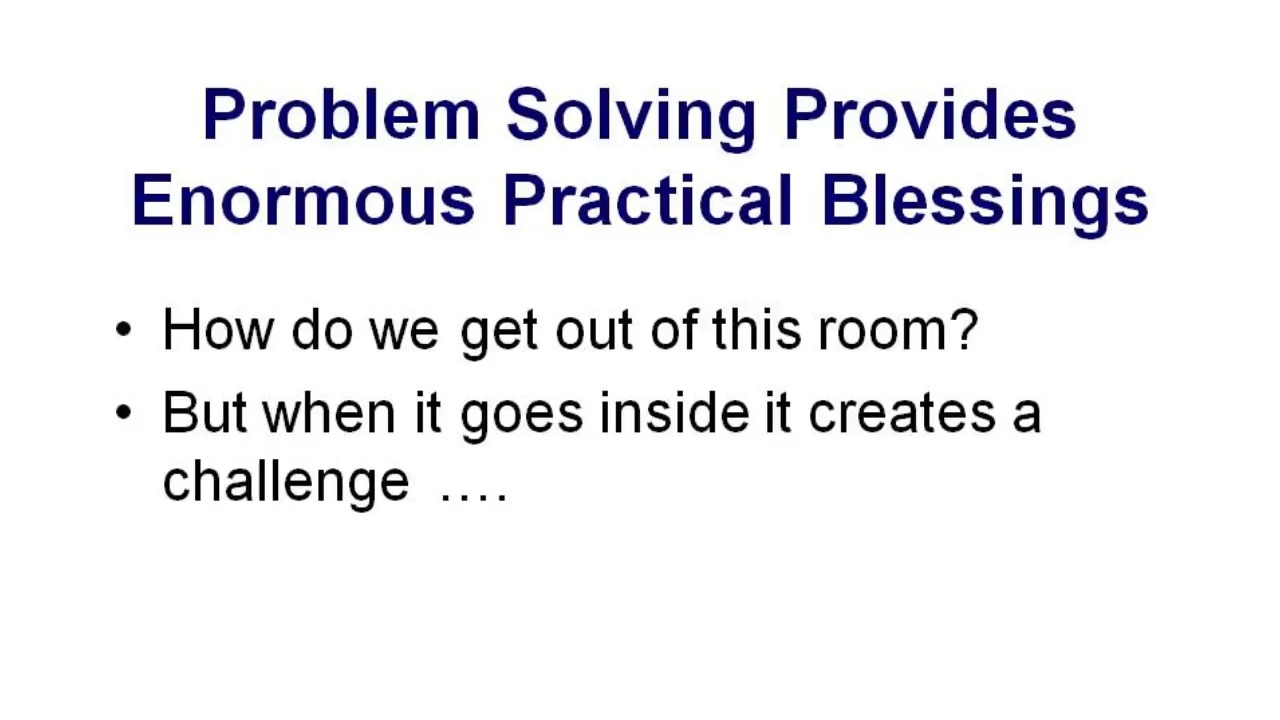 Problem Solving Provides
Enormous Practical Blessings
• How do we get out of this room?
• But when it goes inside it creates a
challenge ....